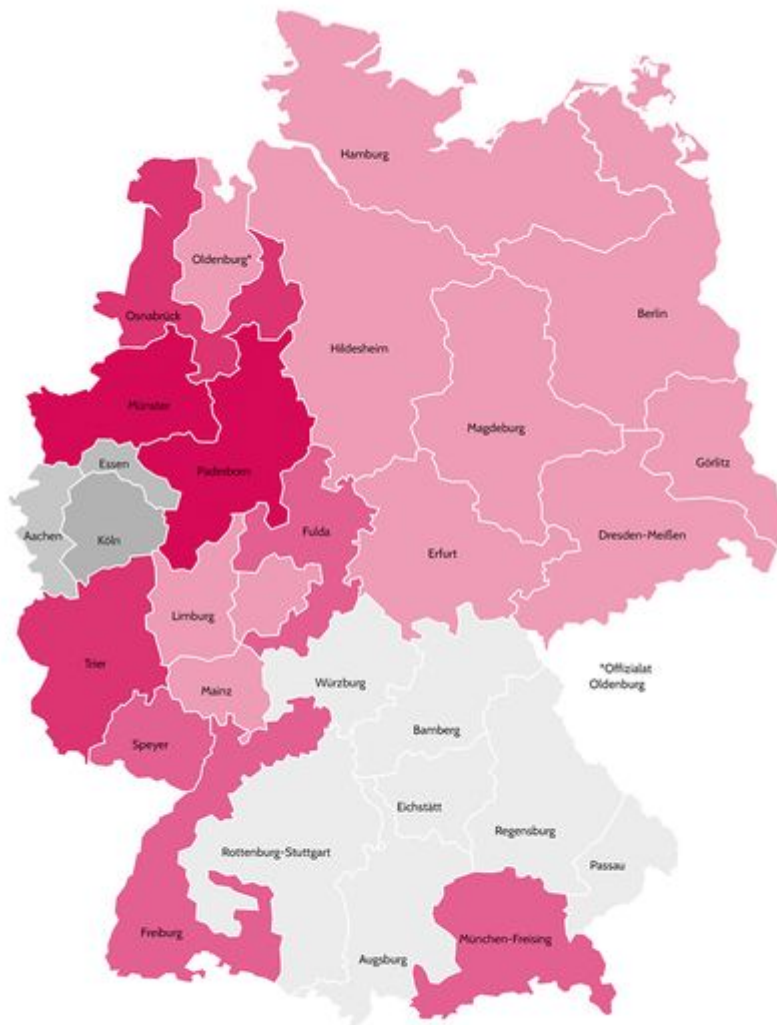 Hamburg
Oldenburg*
Osnabrück
Berlin
Hildesheim
Münster
Magdeburg
Essen
Görlitz
Paderborn
Fulda
Aachen
Köln
Dresden-Meißen
Erfurt
Limburg
Trier
*Offizialat
Oldenburg
Würzburg
Mainz
Bamberg
Speyer
Eichstätt
Regensburg
Rottenburg-Stuttgart
Passau
Freiburg
München-Freising
Augsburg